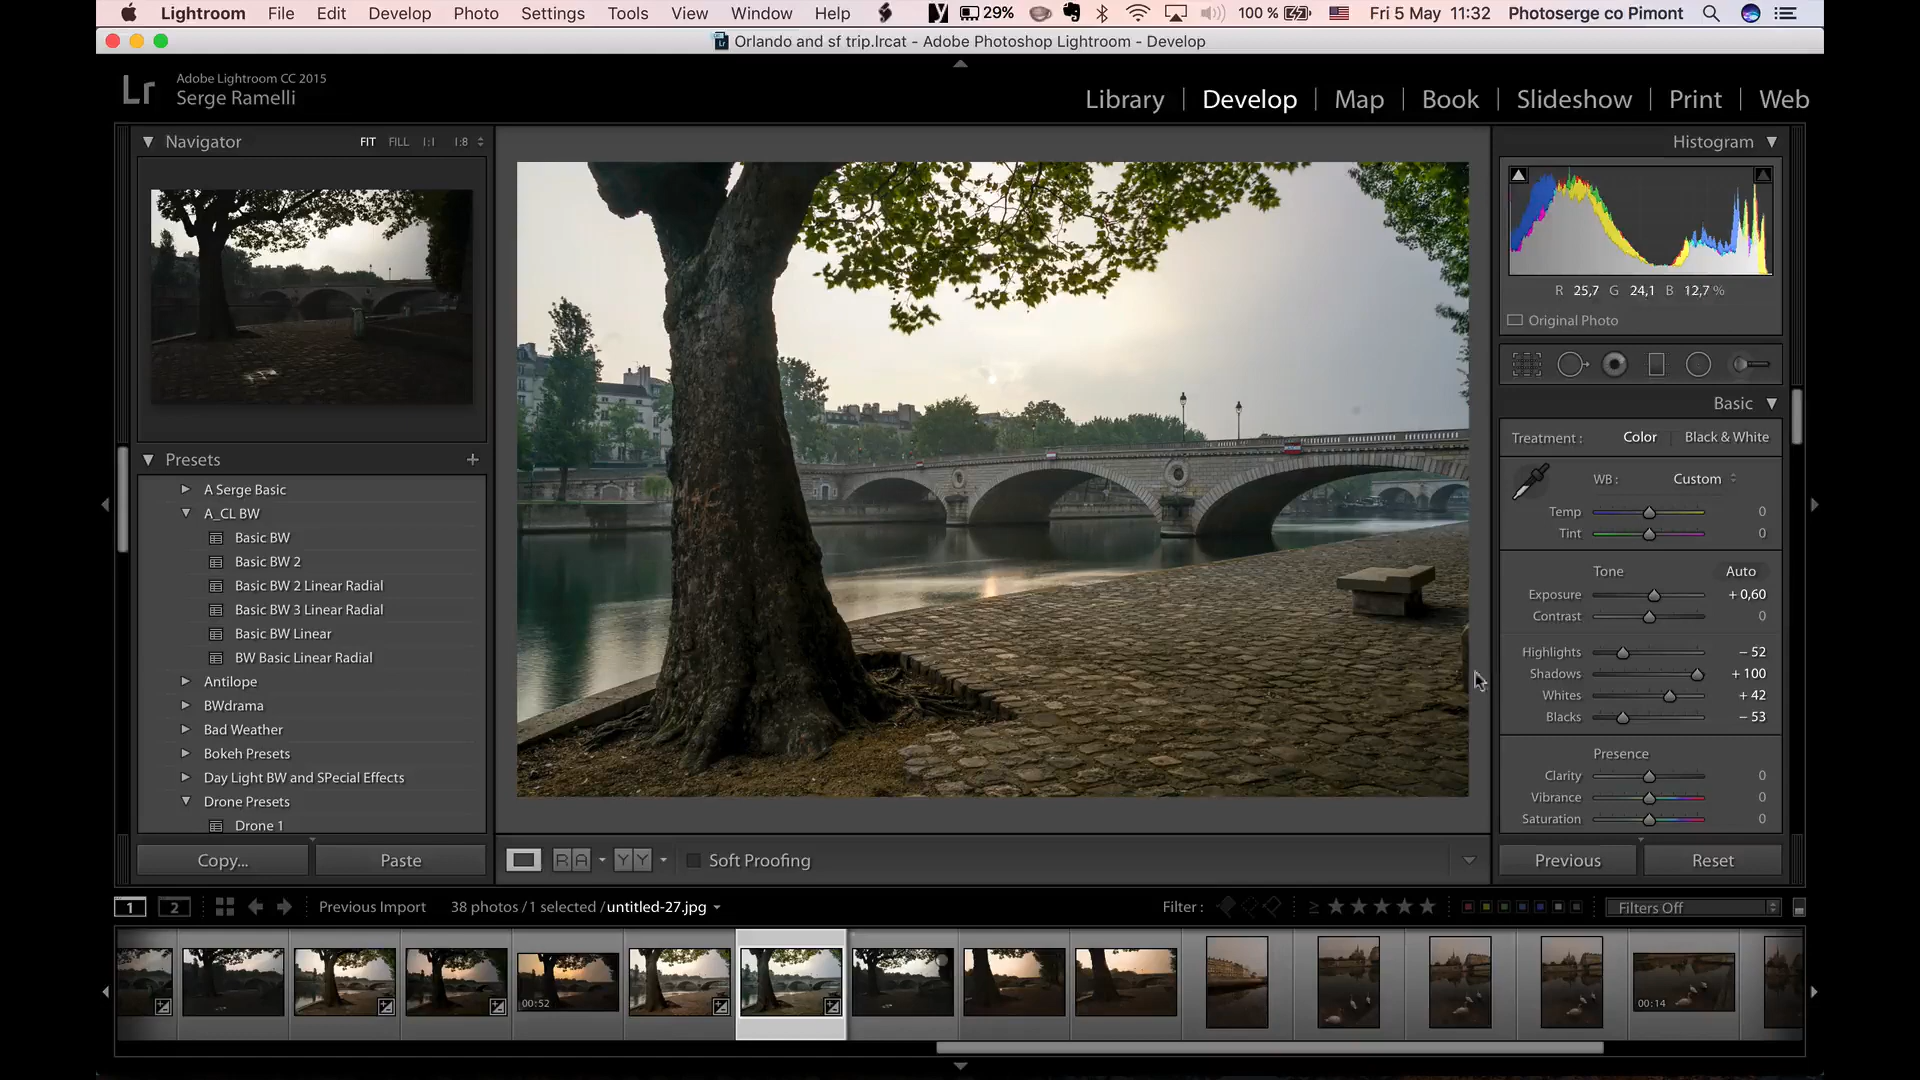 Lightroom File Edit Develop Photo Settings Tools View Window Help 29% 100 % Fri 5 May 11:32 Photoserge co Pimont
Orlando and sf trip.lrcat - Adobe Photoshop Lightroom - Develop
Lr
Adobe Lightroom CC 2015
Serge Ramelli
Library | Develop | Map | Book | Slideshow | Print | Web
Navigator FIT FILL 1:1 1:8
Presets +
A Serge Basic
A_CL BW
Basic BW
Basic BW 2
Basic BW 2 Linear Radial
Basic BW 3 Linear Radial
Basic BW Linear
BW Basic Linear Radial
Antilope
BWdrama
Bad Weather
Bokeh Presets
Day Light BW and SPecial Effects
Drone Presets
Drone 1
Copy... Paste
R A Y Y Soft Proofing
Histogram
R 25,7 G 24,1 B 12,7 %
Original Photo
Basic
Treatment : Color Black & White
WB : Custom
Temp 0
Tint 0
Tone Auto
Exposure + 0,60
Contrast 0
Highlights – 52
Shadows + 100
Whites + 42
Blacks – 53
Presence
Clarity 0
Vibrance 0
Saturation 0
Previous Reset
1 2 Previous Import 38 photos / 1 selected / untitled-27.jpg Filter : ≥ Filters Off
00:52
00:14